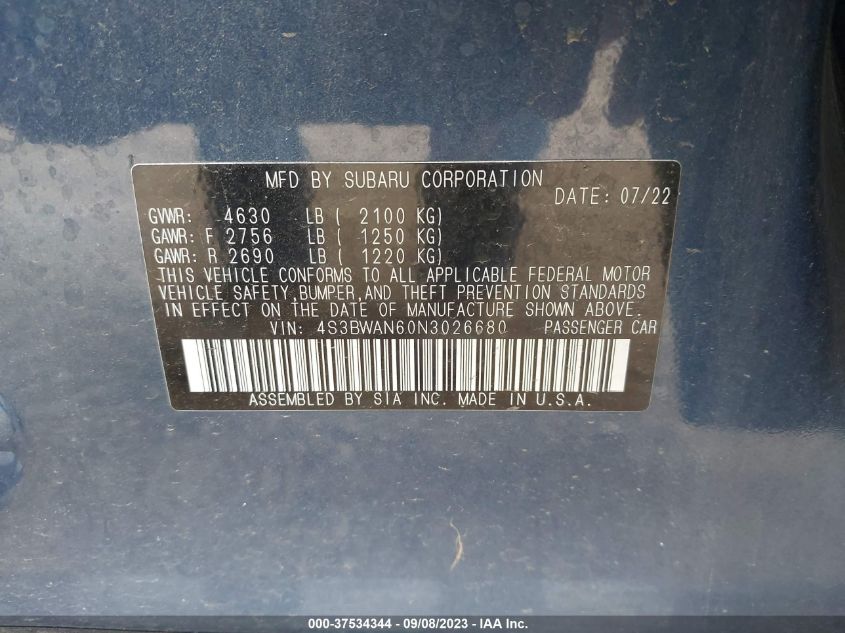 MFD BY SUBARU CORPORATION
DATE: 07/22
GVWR: 4630 LB ( 2100 KG)
GAWR: F 2756 LB ( 1250 KG)
GAWR: R 2690 LB ( 1220 KG)
THIS VEHICLE CONFORMS TO ALL APPLICABLE FEDERAL MOTOR
VEHICLE SAFETY,BUMPER,AND THEFT PREVENTION STANDARDS
IN EFFECT ON THE DATE OF MANUFACTURE SHOWN ABOVE.
VIN: 4S3BWAN60N3026680 PASSENGER CAR
ASSEMBLED BY SIA INC. MADE IN U.S.A.
000-37534344 - 09/08/2023 - IAA Inc.